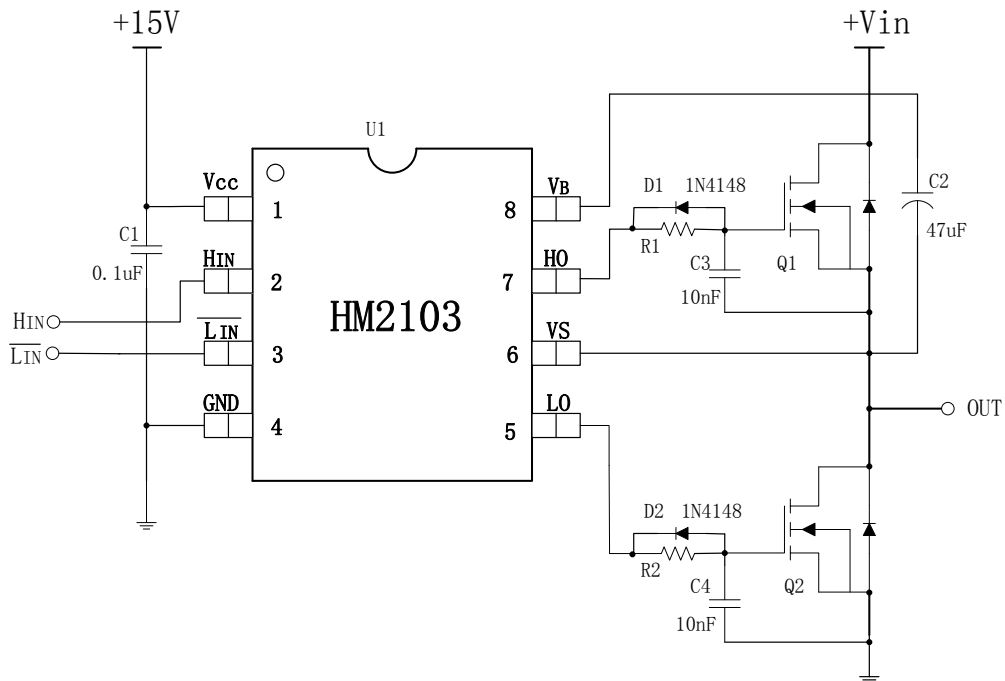 +15V
+Vin
U1
Vcc
1
HIN
2
L̅I̅N̅
3
GND
4
HM2103
VB
8
HO
7
VS
6
LO
5
C1
0.1uF
HIN
L̅I̅N̅
D1 1N4148
R1
C3
10nF
Q1
C2
47uF
OUT
D2 1N4148
R2
C4
10nF
Q2